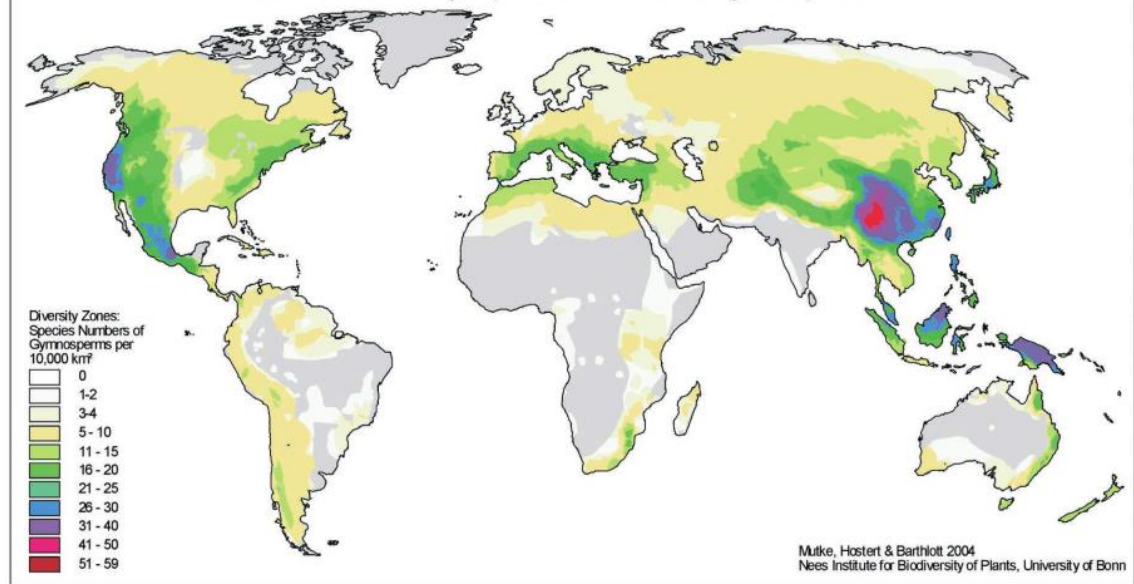 Diversity Zones:
Species Numbers of
Gymnosperms per
10,000 km²
0
1-2
3-4
5 - 10
11 - 15
16 - 20
21 - 25
26 - 30
31 - 40
41 - 50
51 - 59
Mutke, Hostert & Barthlott 2004
Nees Institute for Biodiversity of Plants, University of Bonn